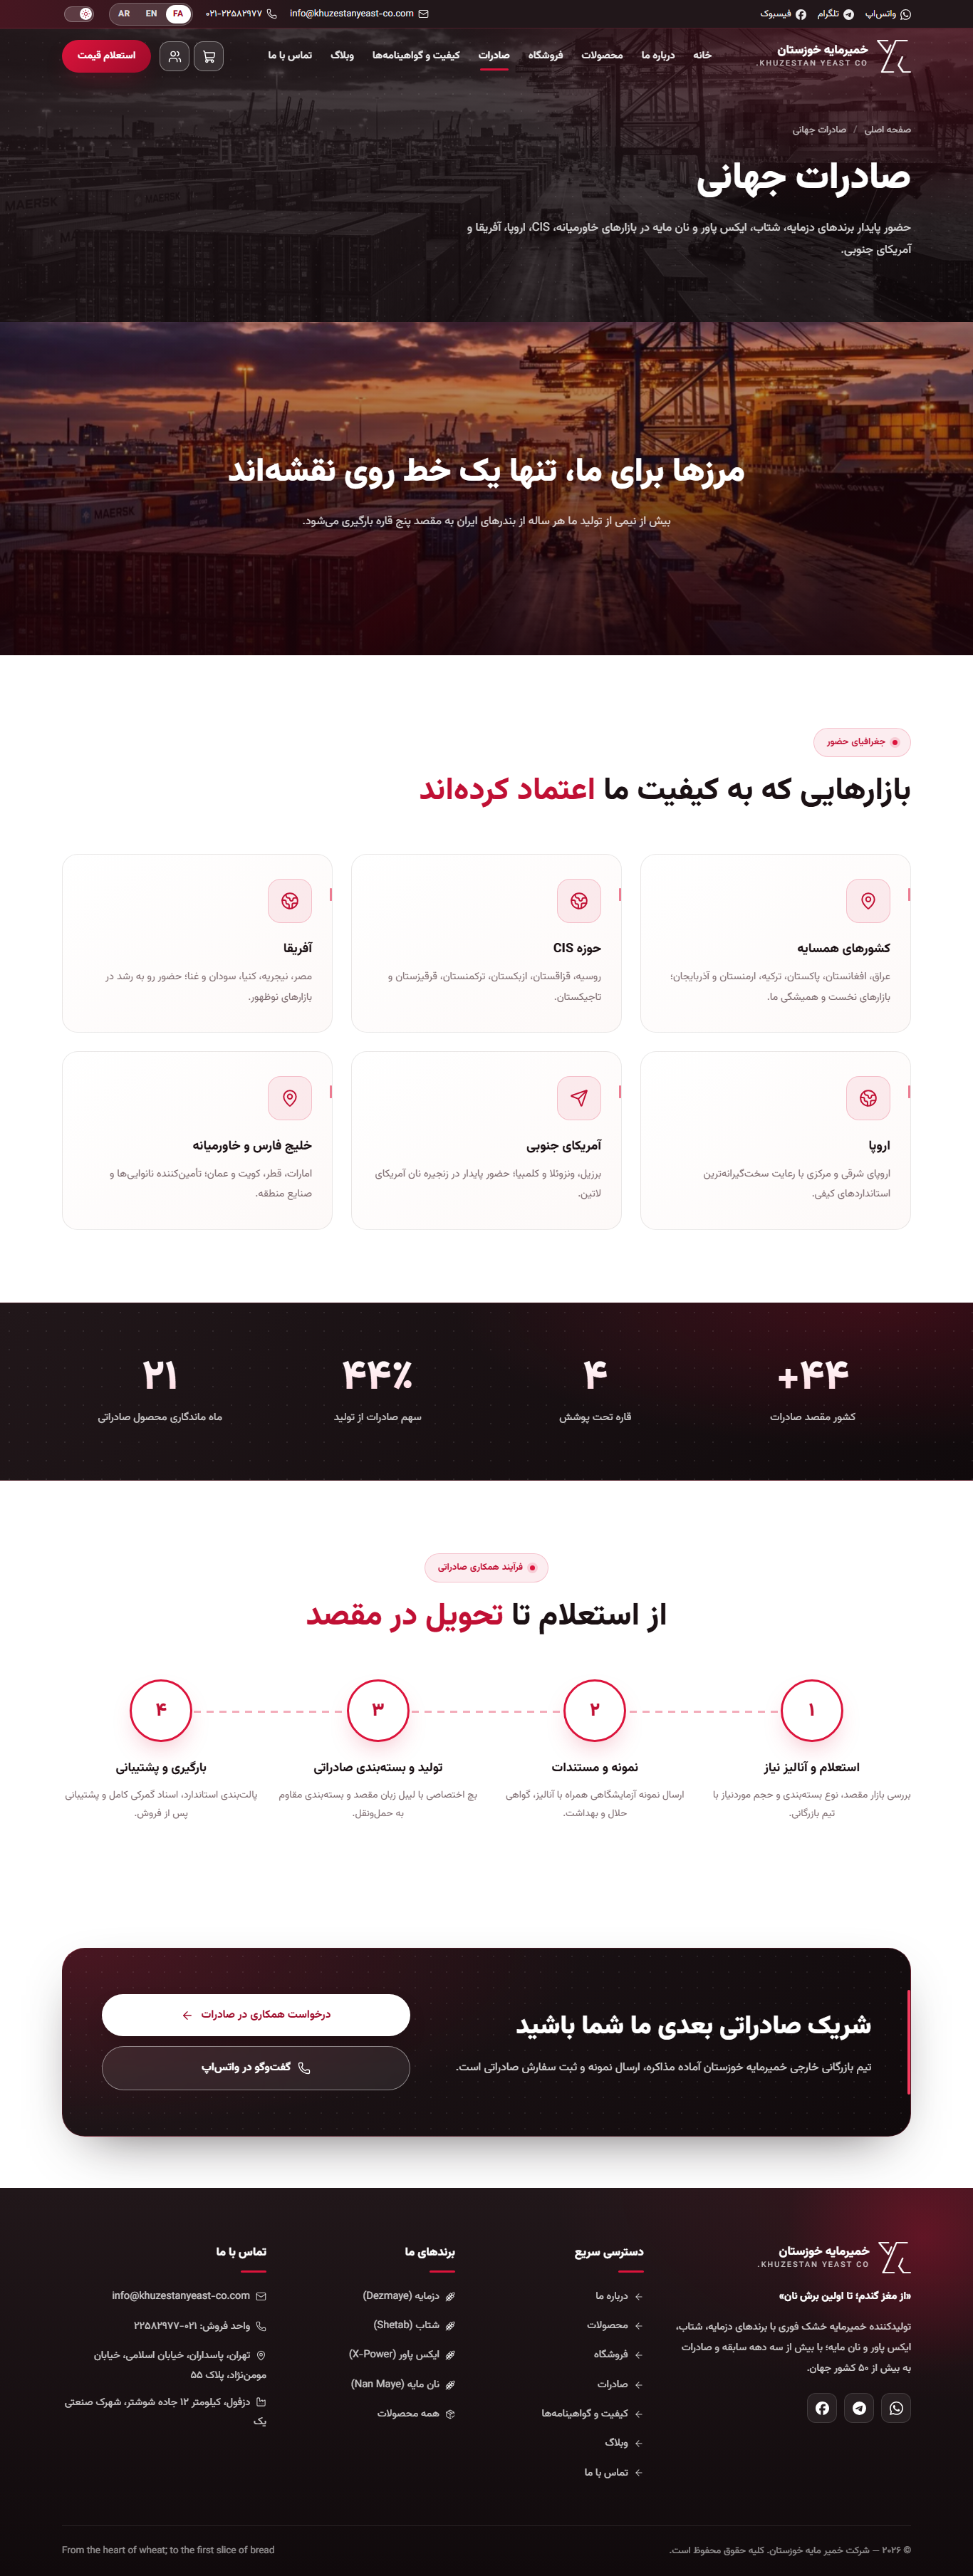 واتس‌اپ
تلگرام
فیسبوک
info@khuzestanyeast-co.com
۰۲۱-۲۲۵۸۲۹۷۷
FA
EN
AR
خمیرمایه خوزستان
KHUZESTAN YEAST CO.
خانه
درباره ما
محصولات
فروشگاه
صادرات
کیفیت و گواهینامه‌ها
وبلاگ
تماس با ما
استعلام قیمت
صفحه اصلی / صادرات جهانی
صادرات جهانی
حضور پایدار برندهای دزمایه، شتاب، ایکس پاور و نان مایه در بازارهای خاورمیانه، CIS، اروپا، آفریقا و
آمریکای جنوبی.
MAERSK
MAERSK
MAERSK
مرزها برای ما، تنها یک خط روی نقشه‌اند
بیش از نیمی از تولید ما هر ساله از بندرهای ایران به مقصد پنج قاره بارگیری می‌شود.
MAERSK
جغرافیای حضور
بازارهایی که به کیفیت ما اعتماد کرده‌اند
کشورهای همسایه
عراق، افغانستان، پاکستان، ترکیه، ارمنستان و آذربایجان؛
بازارهای نخست و همیشگی ما.
حوزه CIS
روسیه، قزاقستان، ازبکستان، ترکمنستان، قرقیزستان و
تاجیکستان.
آفریقا
مصر، نیجریه، کنیا، سودان و غنا؛ حضور رو به رشد در
بازارهای نوظهور.
اروپا
اروپای شرقی و مرکزی با رعایت سخت‌گیرانه‌ترین
استانداردهای کیفی.
آمریکای جنوبی
برزیل، ونزوئلا و کلمبیا؛ حضور پایدار در زنجیره نان آمریکای
لاتین.
خلیج فارس و خاورمیانه
امارات، قطر، کویت و عمان؛ تأمین‌کننده نانوایی‌ها و
صنایع منطقه.
۴۴+
کشور مقصد صادرات
۴
قاره تحت پوشش
۴۴٪
سهم صادرات از تولید
۲۱
ماه ماندگاری محصول صادراتی
فرآیند همکاری صادراتی
از استعلام تا تحویل در مقصد
۱
استعلام و آنالیز نیاز
بررسی بازار مقصد، نوع بسته‌بندی و حجم موردنیاز با
تیم بازرگانی.
۲
نمونه و مستندات
ارسال نمونه آزمایشگاهی همراه با آنالیز، گواهی
حلال و بهداشت.
۳
تولید و بسته‌بندی صادراتی
بچ اختصاصی با لیبل زبان مقصد و بسته‌بندی مقاوم
به حمل‌ونقل.
۴
بارگیری و پشتیبانی
پالت‌بندی استاندارد، اسناد گمرکی کامل و پشتیبانی
پس از فروش.
شریک صادراتی بعدی ما شما باشید
تیم بازرگانی خارجی خمیرمایه خوزستان آماده مذاکره، ارسال نمونه و ثبت سفارش صادراتی است.
درخواست همکاری در صادرات
گفت‌وگو در واتس‌اپ
خمیرمایه خوزستان
KHUZESTAN YEAST CO.
«از مغز گندم؛ تا اولین برش نان»
تولیدکننده خمیرمایه خشک فوری با برندهای دزمایه، شتاب،
ایکس پاور و نان مایه؛ با بیش از سه دهه سابقه و صادرات
به بیش از ۵۰ کشور جهان.
دسترسی سریع
درباره ما
محصولات
فروشگاه
صادرات
کیفیت و گواهینامه‌ها
وبلاگ
تماس با ما
برندهای ما
دزمایه (Dezmaye)
شتاب (Shetab)
ایکس پاور (X-Power)
نان مایه (Nan Maye)
همه محصولات
تماس با ما
info@khuzestanyeast-co.com
واحد فروش: ۰۲۱-۲۲۵۸۲۹۷۷
تهران، پاسداران، خیابان اسلامی، خیابان
مومن‌نژاد، پلاک ۵۵
دزفول، کیلومتر ۱۲ جاده شوشتر، شهرک صنعتی
یک
© ۲۰۲۶ — شرکت خمیر مایه خوزستان. کلیه حقوق محفوظ است.
From the heart of wheat; to the first slice of bread